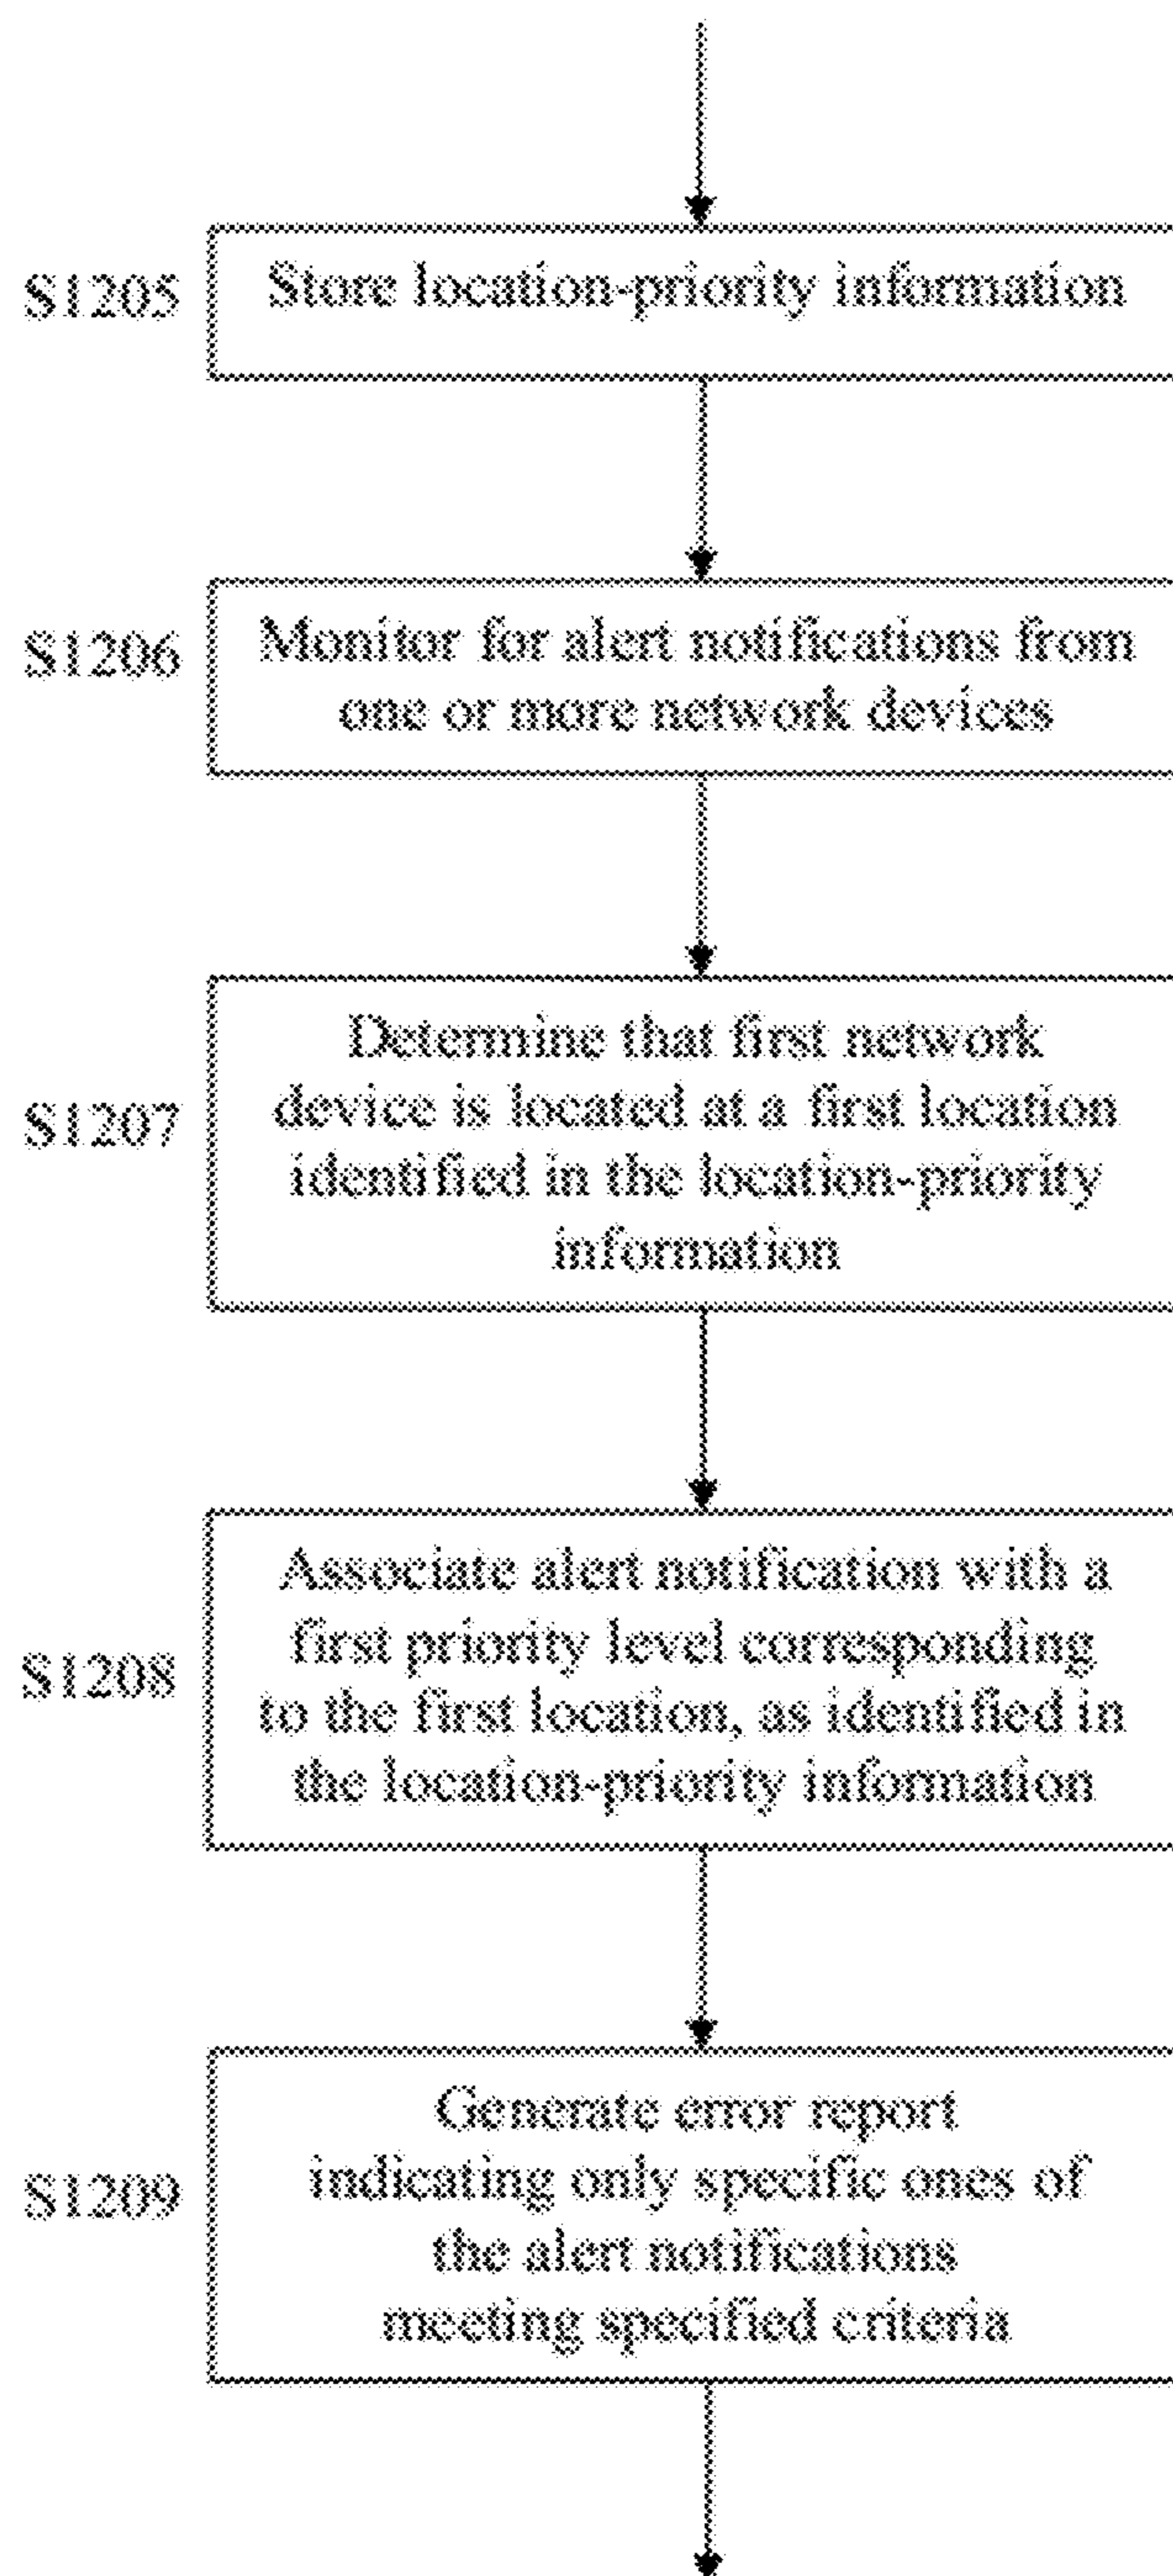 S1205
Store location-priority information
S1206
Monitor for alert notifications from
one or more network devices
S1207
Determine that first network
device is located at a first location
identified in the location-priority
information
S1208
Associate alert notification with a
first priority level corresponding
to the first location, as identified in
the location-priority information
S1209
Generate error report
indicating only specific ones of
the alert notifications
meeting specified criteria